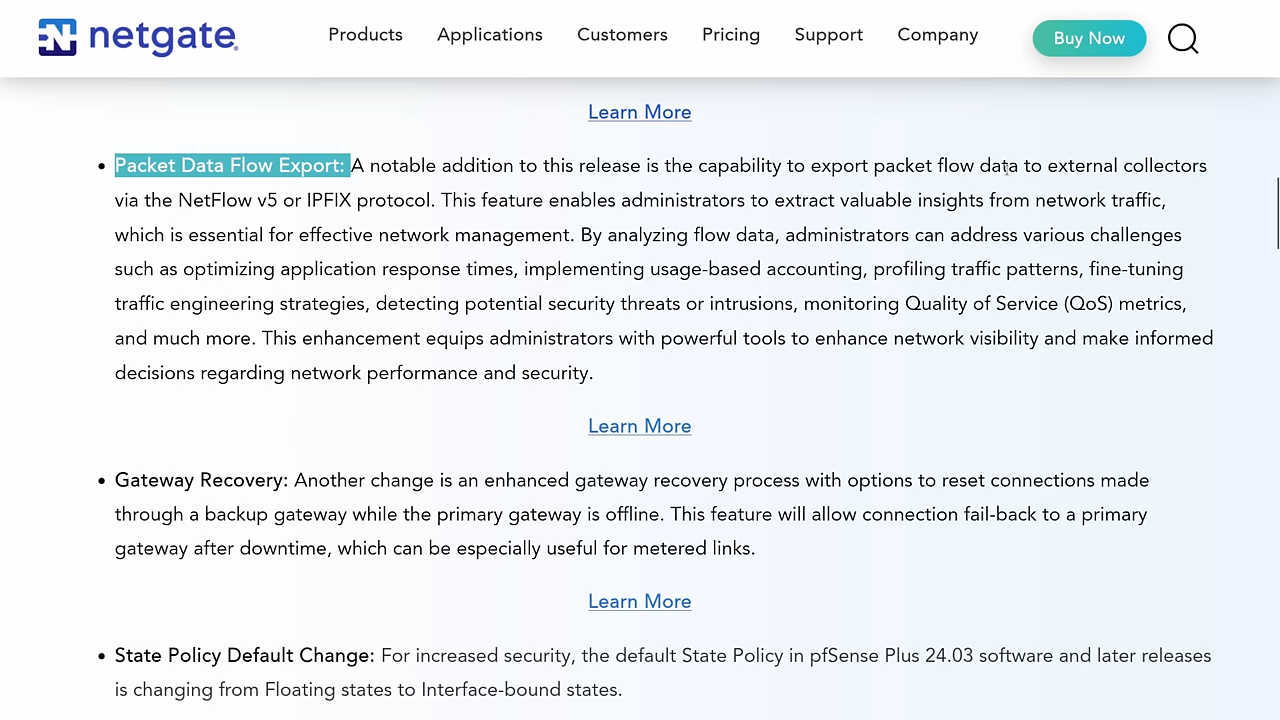 netgate
Products Applications Customers Pricing Support Company Buy Now
Learn More
• Packet Data Flow Export: A notable addition to this release is the capability to export packet flow data to external collectors
via the NetFlow v5 or IPFIX protocol. This feature enables administrators to extract valuable insights from network traffic,
which is essential for effective network management. By analyzing flow data, administrators can address various challenges
such as optimizing application response times, implementing usage-based accounting, profiling traffic patterns, fine-tuning
traffic engineering strategies, detecting potential security threats or intrusions, monitoring Quality of Service (QoS) metrics,
and much more. This enhancement equips administrators with powerful tools to enhance network visibility and make informed
decisions regarding network performance and security.
Learn More
• Gateway Recovery: Another change is an enhanced gateway recovery process with options to reset connections made
through a backup gateway while the primary gateway is offline. This feature will allow connection fail-back to a primary
gateway after downtime, which can be especially useful for metered links.
Learn More
• State Policy Default Change: For increased security, the default State Policy in pfSense Plus 24.03 software and later releases
is changing from Floating states to Interface-bound states.